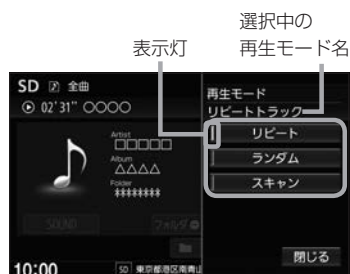 選択中の
表示灯 再生モード名
SD 全曲
02'31" ○○○○
再生モード
リピートトラック
リピート
Artist
□□□□□
ランダム
Album
△△△△
スキャン
Folder
********
SOUND フォルダ
閉じる
10:00 SD 東京都港区南青山